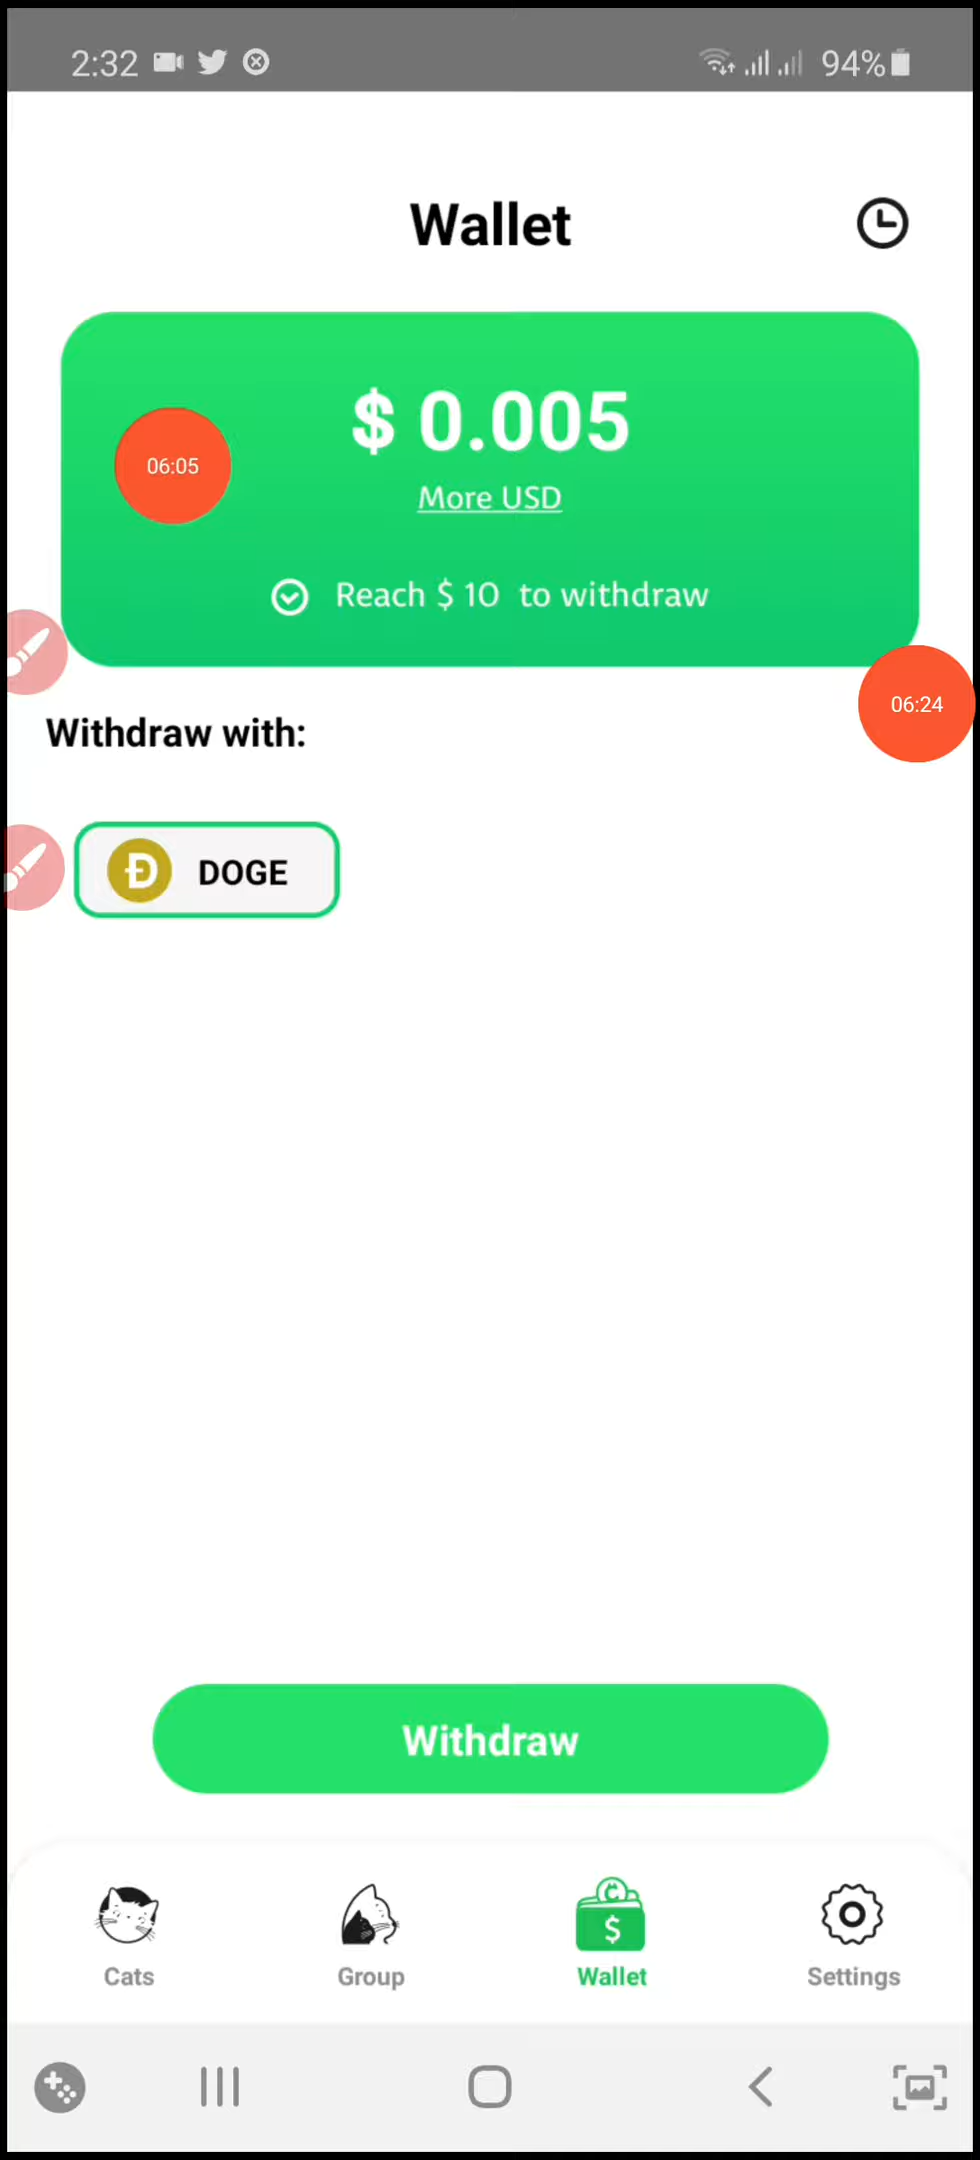 2:32 94%
Wallet
$ 0.005
06:05
More USD
Reach $ 10 to withdraw
06:24
Withdraw with:
DOGE
Withdraw
Cats Group Wallet Settings